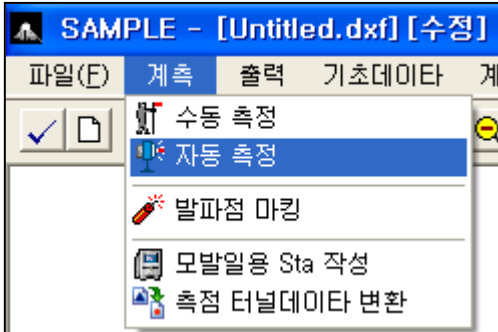 SAMPLE - [Untitled.dxf] [수정]
파일(F) 계측 출력 기초데이타 계
수동 측정
자동 측정
발파점 마킹
모발일용 Sta 작성
측점 터널데이타 변환